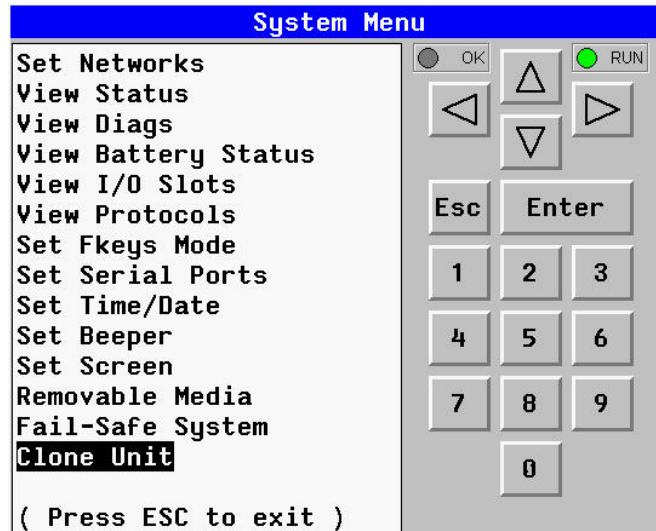 System Menu
Set Networks
View Status
View Diags
View Battery Status
View I/O Slots
View Protocols
Set Fkeys Mode
Set Serial Ports
Set Time/Date
Set Beeper
Set Screen
Removable Media
Fail-Safe System
Clone Unit
( Press ESC to exit )
OK
RUN
Esc
Enter
1
2
3
4
5
6
7
8
9
0